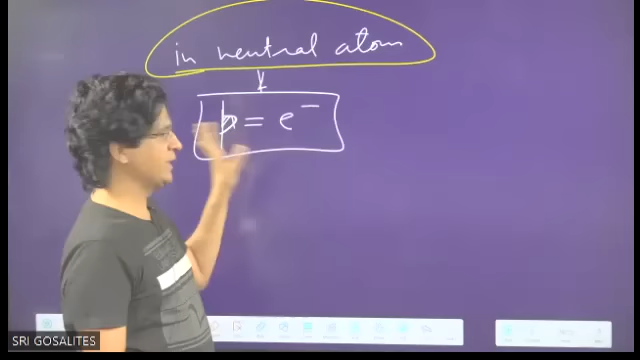 in neutral atom
p = e⁻
SRI GOSALITES